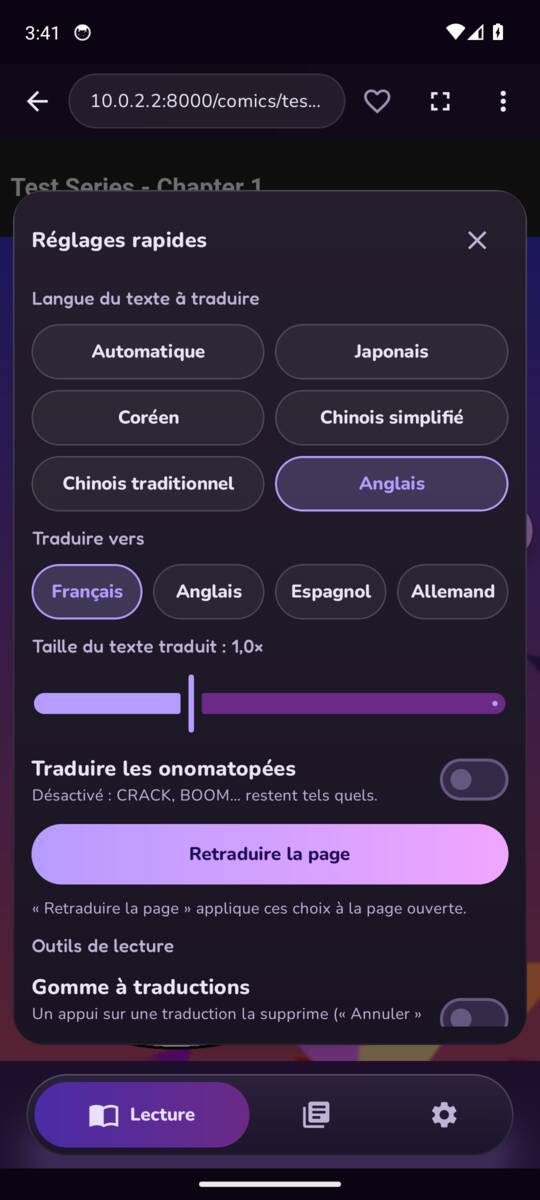 3:41
10.0.2.2:8000/comics/tes...
Test Series - Chapter 1
Réglages rapides
Langue du texte à traduire
Automatique
Japonais
Coréen
Chinois simplifié
Chinois traditionnel
Anglais
Traduire vers
Français
Anglais
Espagnol
Allemand
Taille du texte traduit : 1,0×
Traduire les onomatopées
Désactivé : CRACK, BOOM… restent tels quels.
Retraduire la page
« Retraduire la page » applique ces choix à la page ouverte.
Outils de lecture
Gomme à traductions
Un appui sur une traduction la supprime (« Annuler »
Lecture